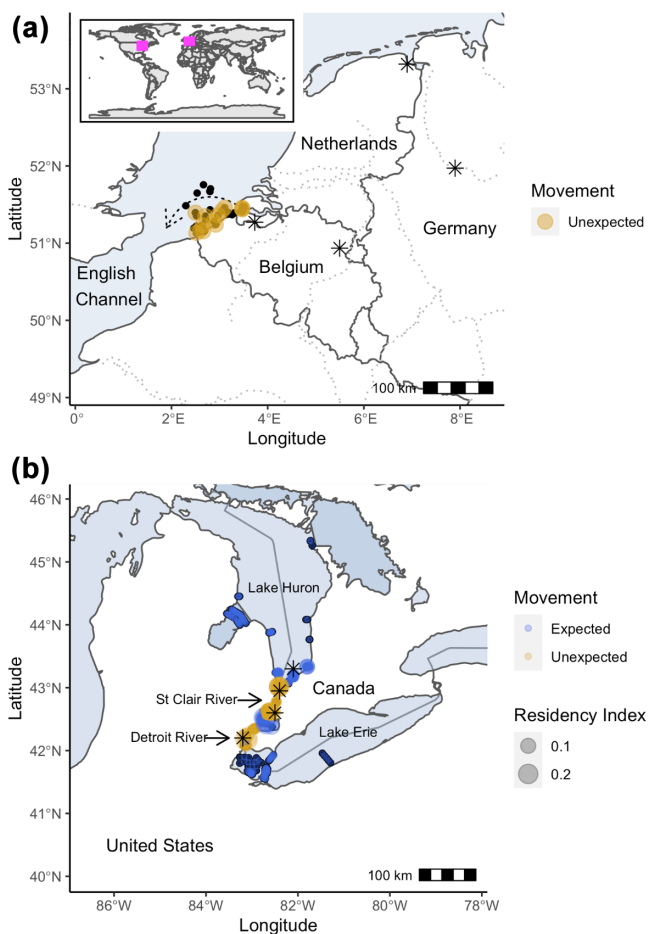 (a)
53°N
52°N
51°N
50°N
49°N
Latitude
Netherlands
Germany
Belgium
English
Channel
100 km
0°
2°E
4°E
6°E
8°E
Longitude
Movement
Unexpected
(b)
46°N
45°N
44°N
43°N
42°N
41°N
40°N
Latitude
Lake Huron
St Clair River
Canada
Detroit River
Lake Erie
United States
100 km
86°W
84°W
82°W
80°W
78°W
Longitude
Movement
Expected
Unexpected
Residency Index
0.1
0.2